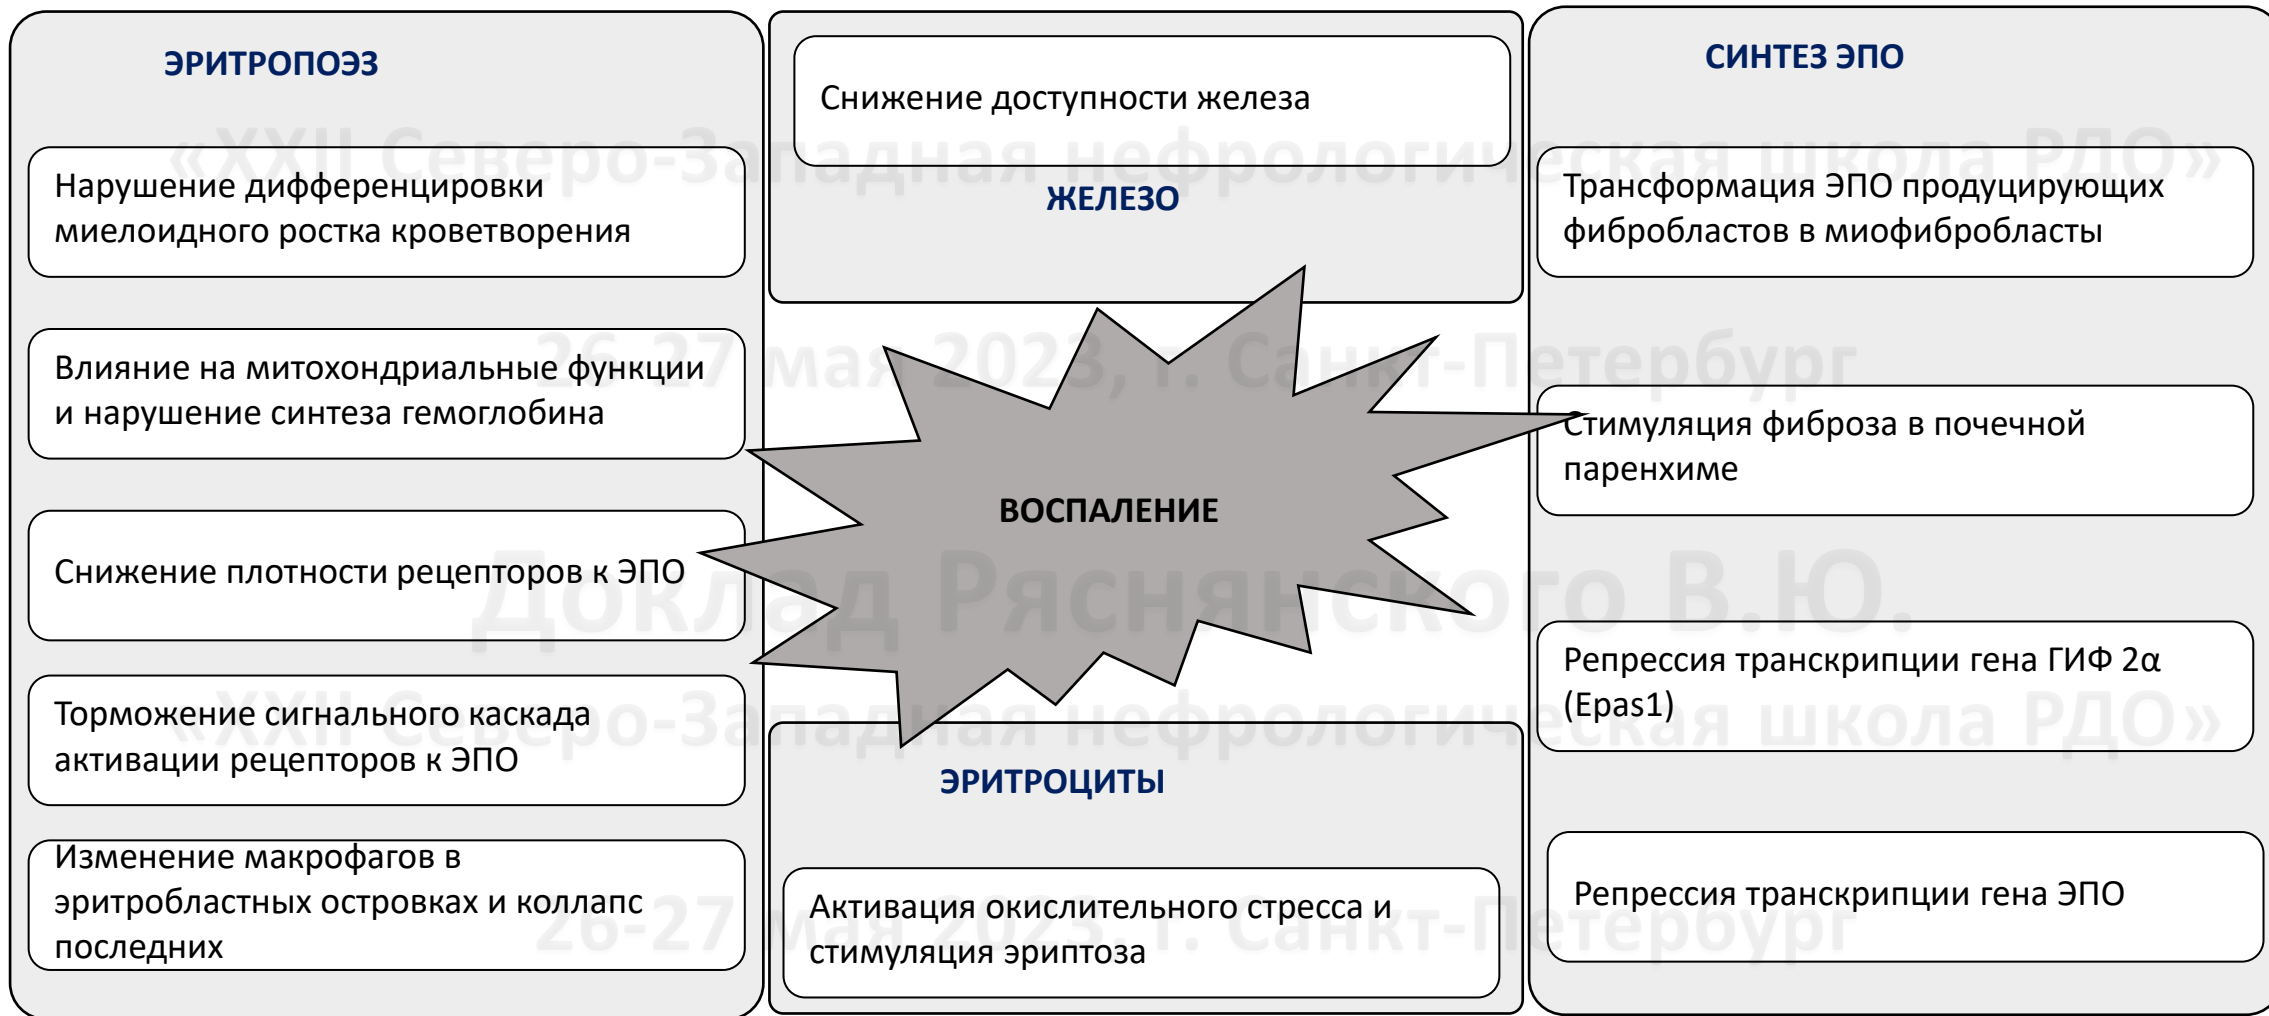 ЭРИТРОПОЭЗ
Нарушение дифференцировки
миелоидного ростка кроветворения
Влияние на митохондриальные функции
и нарушение синтеза гемоглобина
Снижение плотности рецепторов к ЭПО
Торможение сигнального каскада
активации рецепторов к ЭПО
Изменение макрофагов в
эритробластных островках и коллапс
последних
Снижение доступности железа
ЖЕЛЕЗО
ВОСПАЛЕНИЕ
ЭРИТРОЦИТЫ
Активация окислительного стресса и
стимуляция эриптоза
СИНТЕЗ ЭПО
Трансформация ЭПО продуцирующих
фибробластов в миофибробласты
Стимуляция фиброза в почечной
паренхиме
Репрессия транскрипции гена ГИФ 2α
(Epas1)
Репрессия транскрипции гена ЭПО
«XXII Северо-Западная нефрологическая школа РДО»
26-27 мая 2023, г. Санкт-Петербург
Доклад Ряснянского В.Ю.
«XXII Северо-Западная нефрологическая школа РДО»
26-27 мая 2023, г. Санкт-Петербург